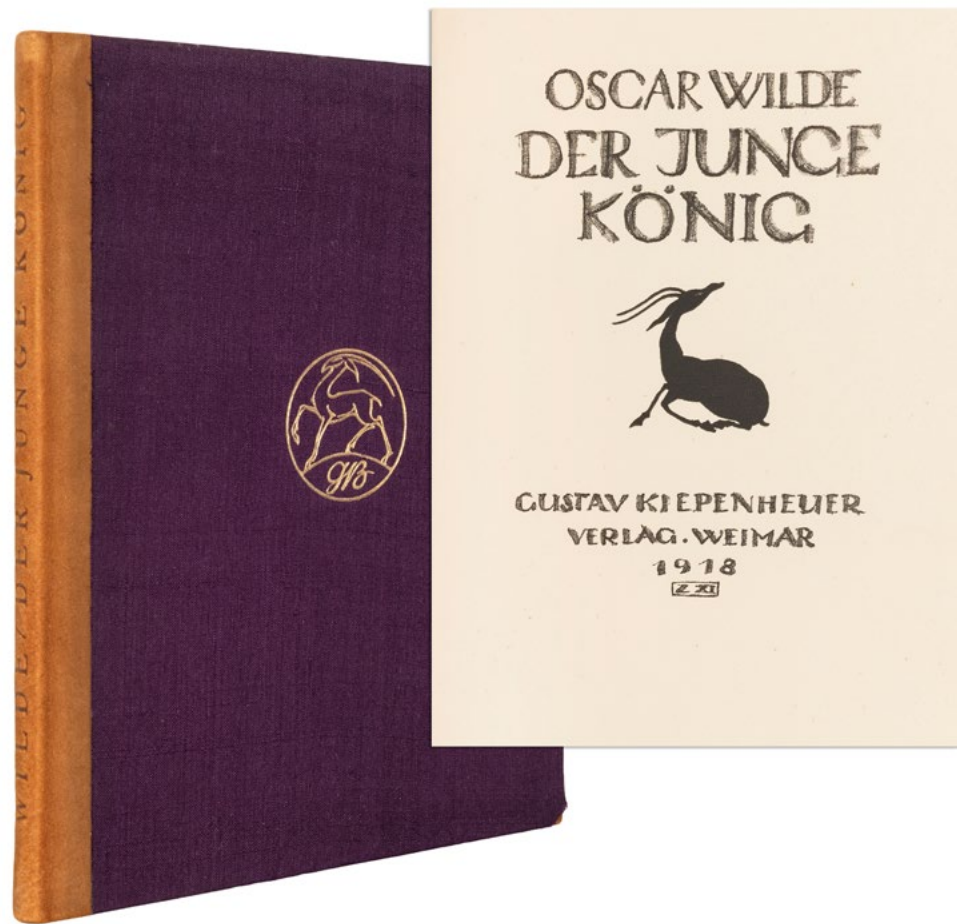 WILDE / DER JUNGE KÖNIG
OSCAR WILDE
DER JUNGE
KÖNIG
GUSTAV KIEPENHEUER
VERLAG. WEIMAR
1918